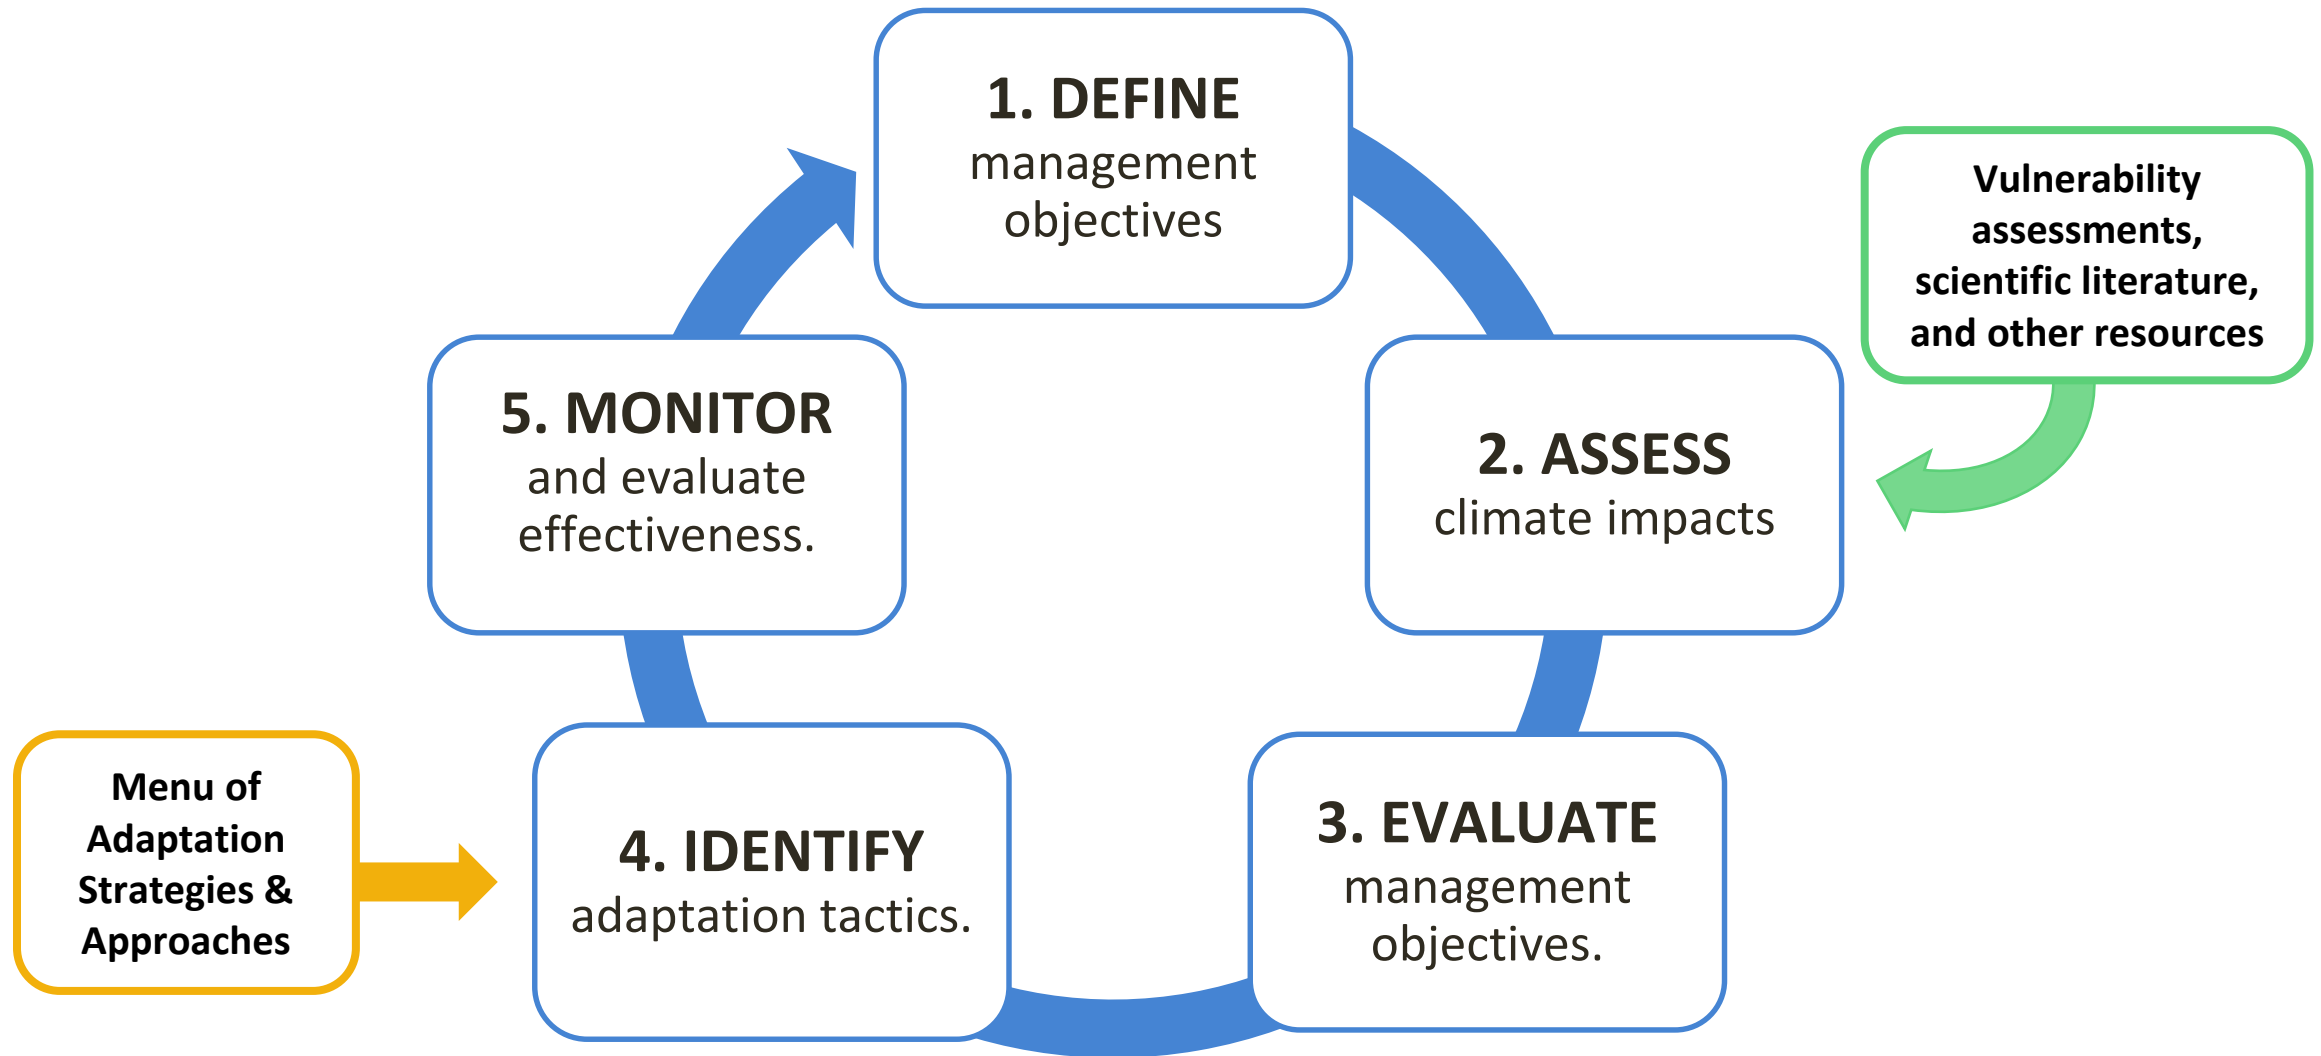 1. DEFINE
management
objectives
Vulnerability
assessments,
scientific literature,
and other resources
2. ASSESS
climate impacts
3. EVALUATE
management
objectives.
4. IDENTIFY
adaptation tactics.
Menu of
Adaptation
Strategies &
Approaches
5. MONITOR
and evaluate
effectiveness.